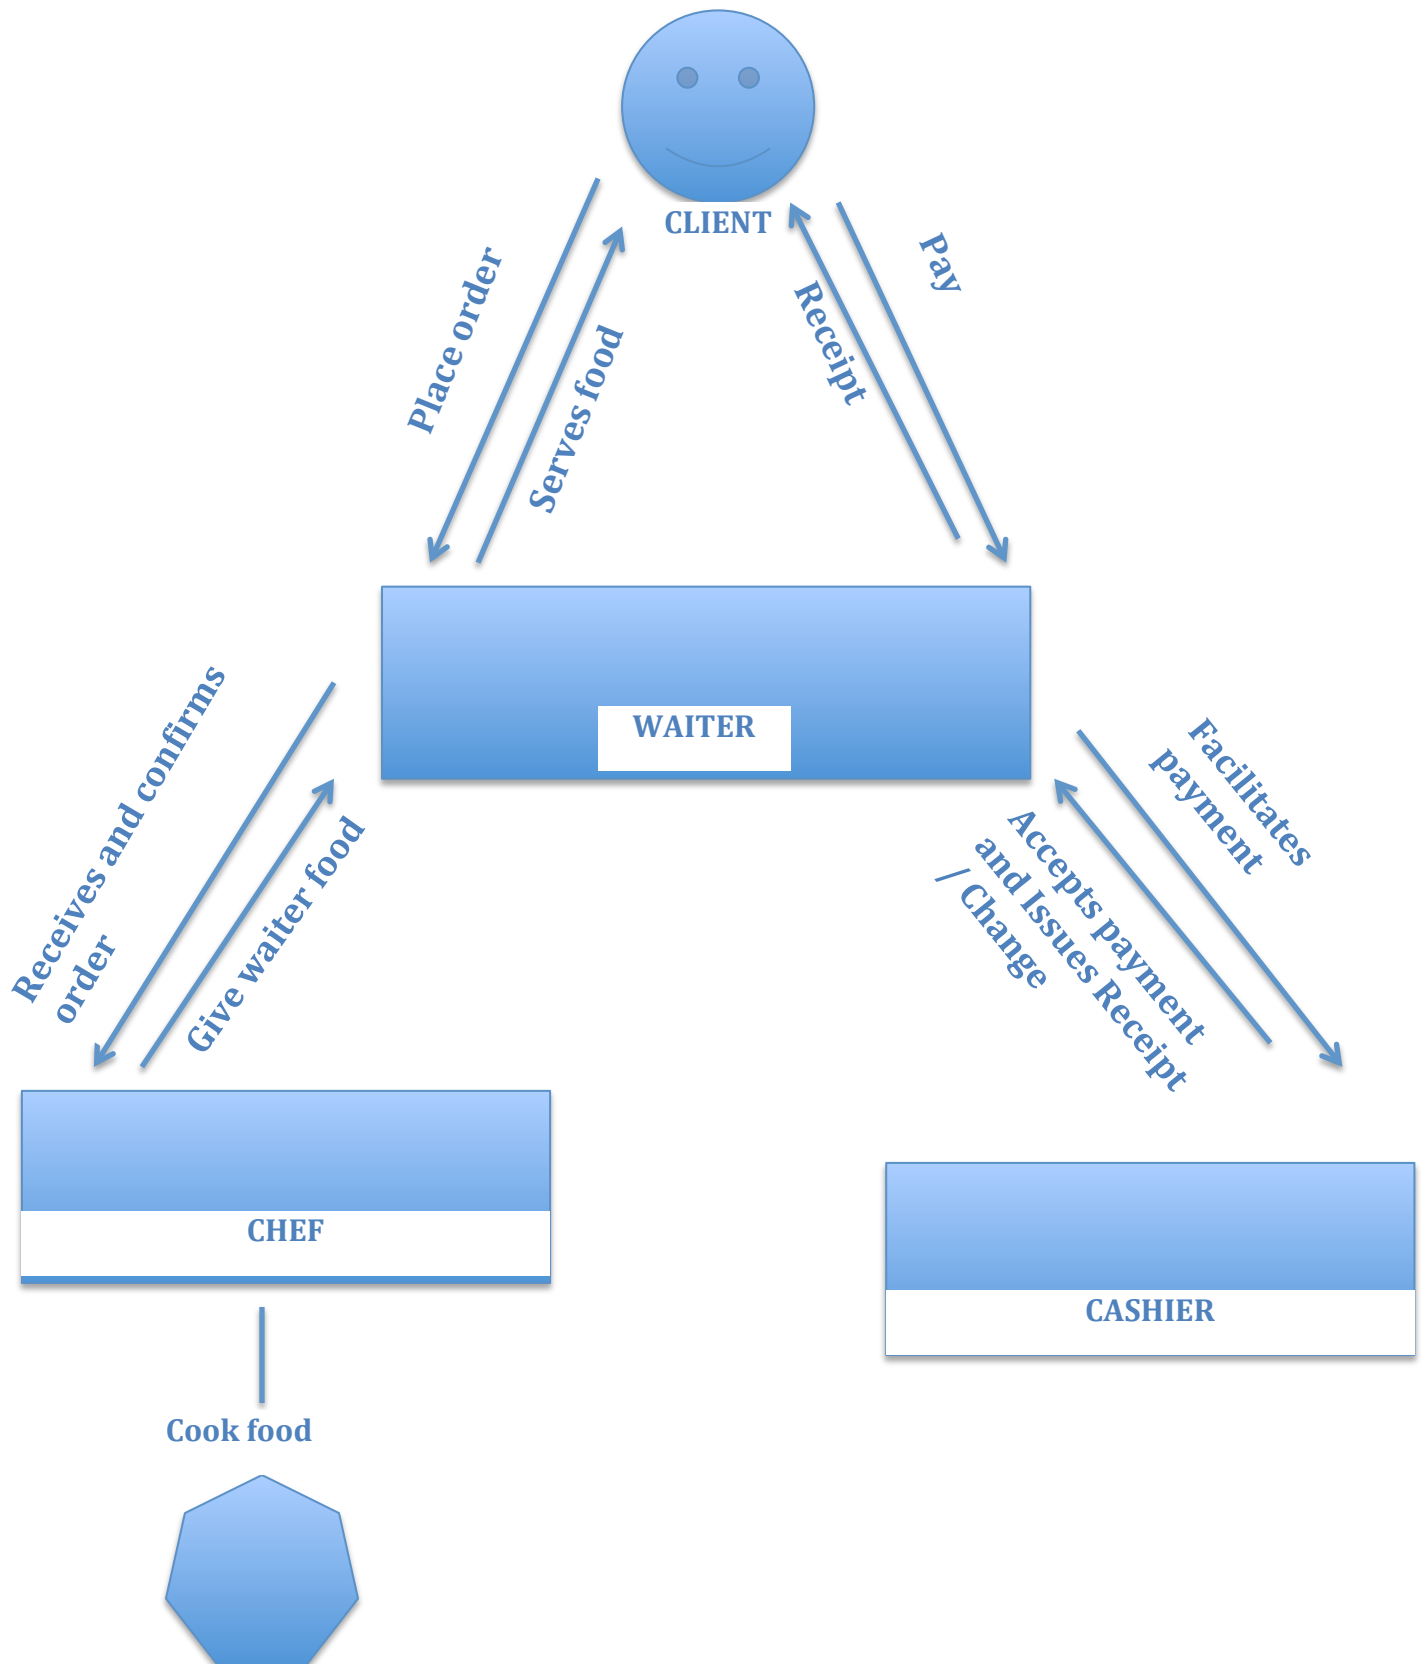 CLIENT
Place order
Serves food
Receipt
Pay
WAITER
Receives and confirms
order
Give waiter food
Accepts payment
and Issues Receipt
/ Change
Facilitates
payment
CHEF
CASHIER
Cook food